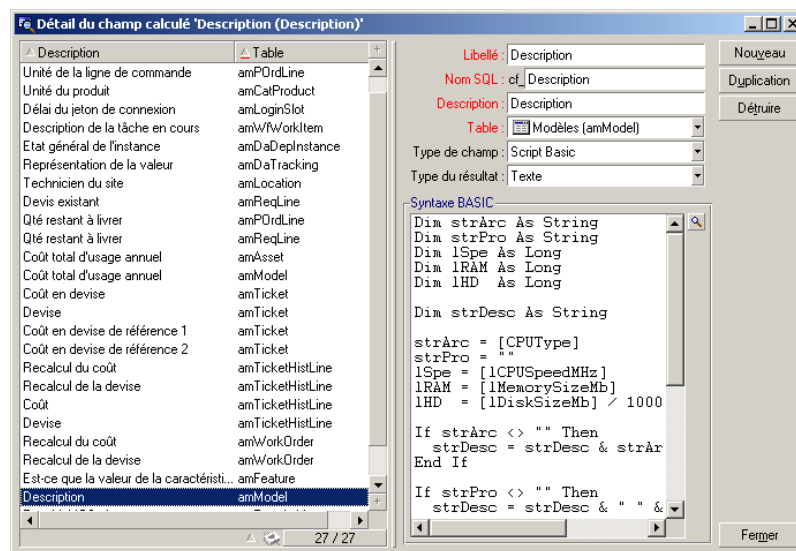 Détail du champ calculé 'Description (Description)'
Description Table
Unité de la ligne de commande amPOrdLine
Unité du produit amCatProduct
Délai du jeton de connexion amLoginSlot
Description de la tâche en cours amWfWorkItem
Etat général de l'instance amDaDepInstance
Représentation de la valeur amDaTracking
Technicien du site amLocation
Devis existant amReqLine
Qté restant à livrer amPOrdLine
Qté restant à livrer amReqLine
Coût total d'usage annuel amAsset
Coût total d'usage annuel amModel
Coût en devise amTicket
Devise amTicket
Coût en devise de référence 1 amTicket
Coût en devise de référence 2 amTicket
Recalcul du coût amTicketHistLine
Recalcul de la devise amTicketHistLine
Coût amTicketHistLine
Devise amTicketHistLine
Recalcul du coût amWorkOrder
Recalcul de la devise amWorkOrder
Est-ce que la valeur de la caractéristi... amFeature
Description amModel
27 / 27
Libellé : Description
Nom SQL : cf_ Description
Description : Description
Table : Modèles (amModel)
Type de champ : Script Basic
Type du résultat : Texte
Syntaxe BASIC
Dim strArc As String
Dim strPro As String
Dim lSpe As Long
Dim lRAM As Long
Dim lHD As Long
Dim strDesc As String
strArc = [CPUType]
strPro = ""
lSpe = [lCPUSpeedMHz]
lRAM = [lMemorySizeMb]
lHD = [lDiskSizeMb] / 1000
If strArc <> "" Then
strDesc = strDesc & strAr
End If
If strPro <> "" Then
strDesc = strDesc & " " &
Nouveau
Duplication
Détruire
Fermer